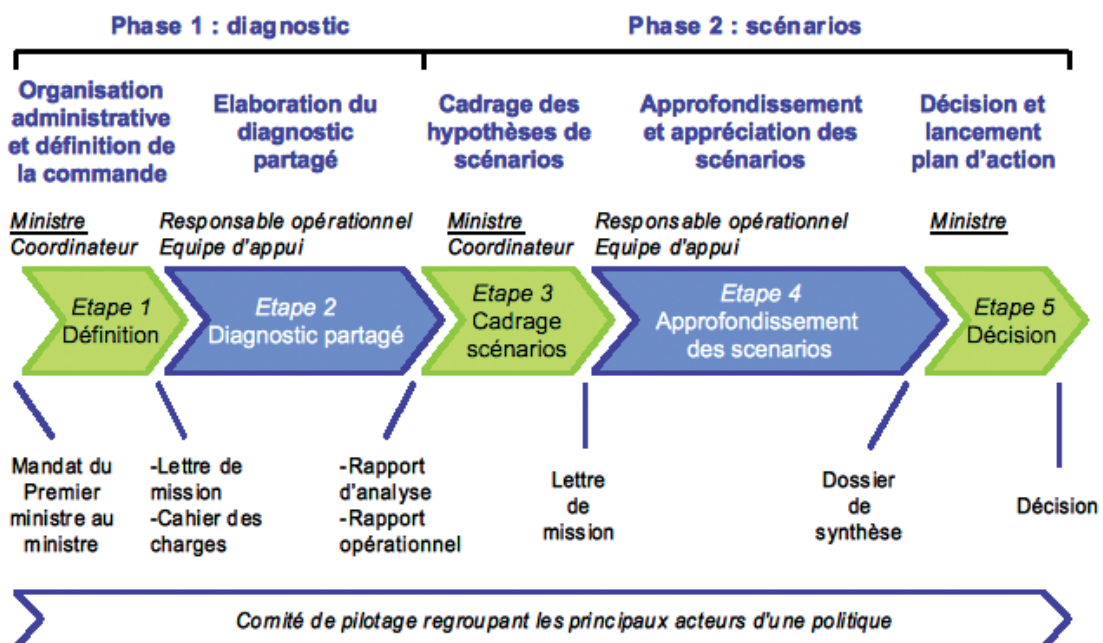 Phase 1 : diagnostic
Phase 2 : scénarios
Organisation
administrative
et définition de
la commande
Elaboration du
diagnostic
partagé
Cadrage des
hypothèses de
scénarios
Approfondissement
et appréciation des
scénarios
Décision et
lancement
plan d'action
Ministre
Coordinateur
Responsable opérationnel
Equipe d'appui
Ministre
Coordinateur
Responsable opérationnel
Equipe d'appui
Ministre
Etape 1
Définition
Etape 2
Diagnostic partagé
Etape 3
Cadrage
scénarios
Etape 4
Approfondissement
des scenarios
Etape 5
Décision
Mandat du
Premier
ministre au
ministre
-Lettre de
mission
-Cahier des
charges
-Rapport
d'analyse
-Rapport
opérationnel
Lettre
de
mission
Dossier
de
synthèse
Décision
Comité de pilotage regroupant les principaux acteurs d'une politique